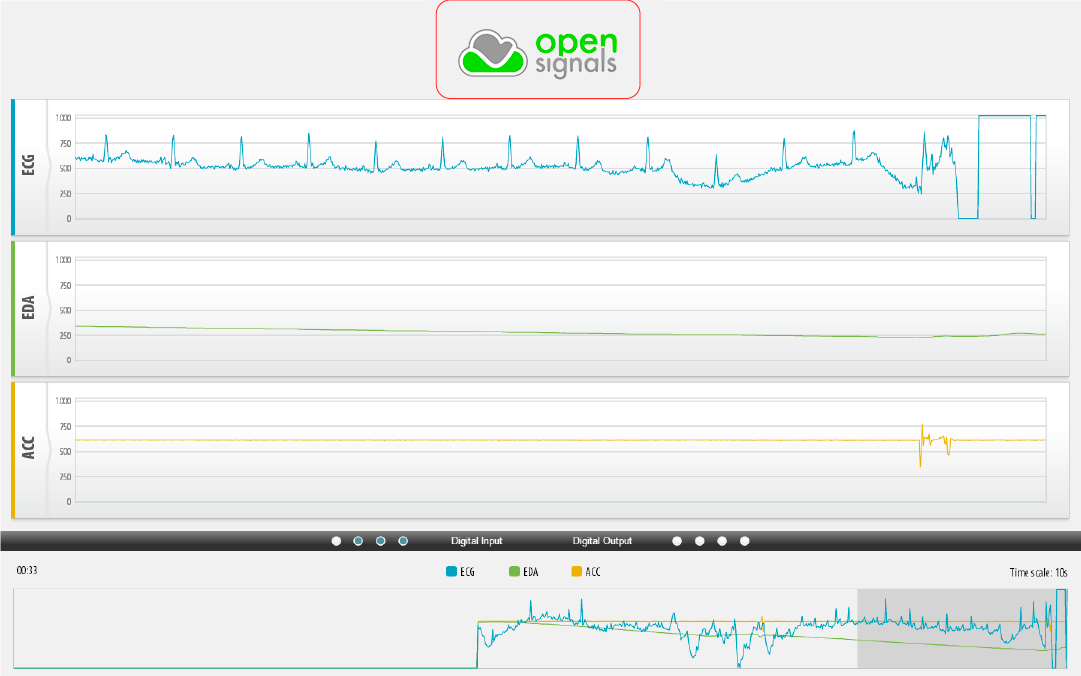 open
signals
ECG
1000
750
500
250
0
EDA
1000
750
500
250
0
ACC
1000
750
500
250
0
Digital Input
Digital Output
00:33
ECG
EDA
ACC
Time scale: 10s